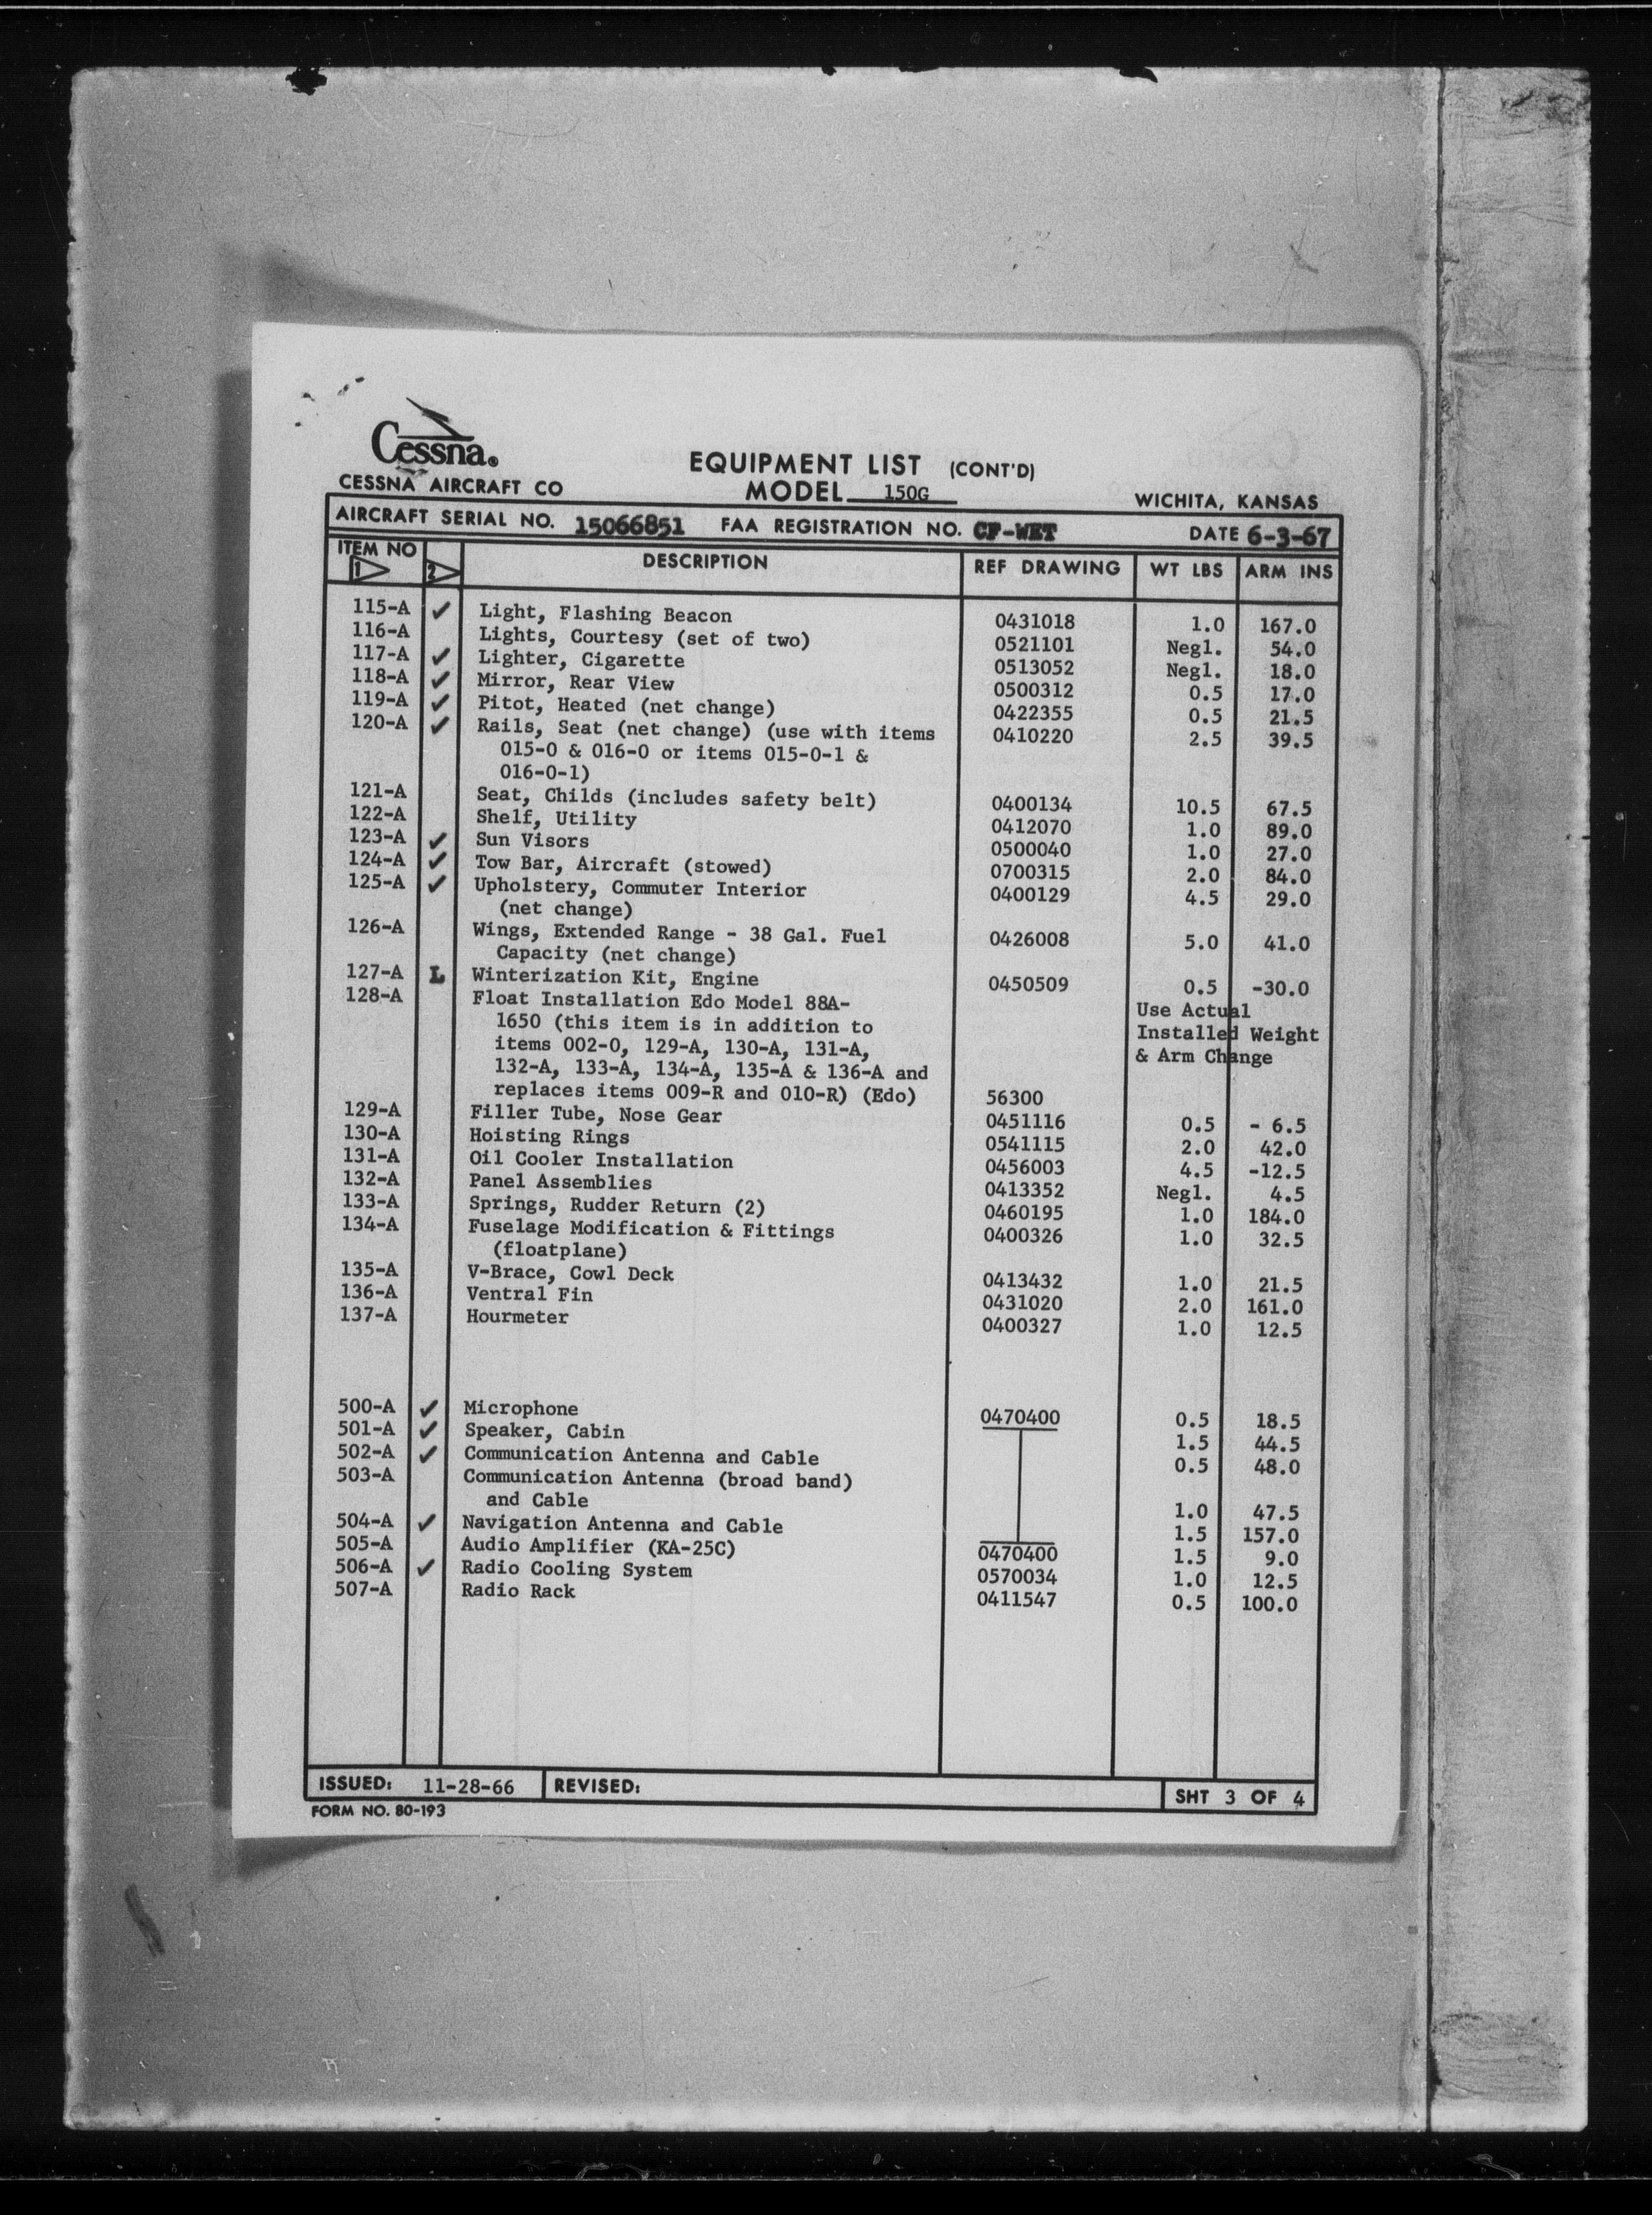 Cessna.
CESSNA AIRCRAFT CO
EQUIPMENT LIST (CONT'D)
MODEL 150G
WICHITA, KANSAS
AIRCRAFT SERIAL NO. 15066851 FAA REGISTRATION NO. CF-WET DATE 6-3-67
ITEM NO 1 2 DESCRIPTION REF DRAWING WT LBS ARM INS
115-A ✓ Light, Flashing Beacon 0431018 1.0 167.0
116-A Lights, Courtesy (set of two) 0521101 Negl. 54.0
117-A ✓ Lighter, Cigarette 0513052 Negl. 18.0
118-A ✓ Mirror, Rear View 0500312 0.5 17.0
119-A ✓ Pitot, Heated (net change) 0422355 0.5 21.5
120-A ✓ Rails, Seat (net change) (use with items 0410220 2.5 39.5
015-0 & 016-0 or items 015-0-1 &
016-0-1)
121-A Seat, Childs (includes safety belt) 0400134 10.5 67.5
122-A Shelf, Utility 0412070 1.0 89.0
123-A ✓ Sun Visors 0500040 1.0 27.0
124-A ✓ Tow Bar, Aircraft (stowed) 0700315 2.0 84.0
125-A ✓ Upholstery, Commuter Interior 0400129 4.5 29.0
(net change)
126-A Wings, Extended Range - 38 Gal. Fuel 0426008 5.0 41.0
Capacity (net change)
127-A L Winterization Kit, Engine 0450509 0.5 -30.0
128-A Float Installation Edo Model 88A- Use Actual
1650 (this item is in addition to Installed Weight
items 002-0, 129-A, 130-A, 131-A, & Arm Change
132-A, 133-A, 134-A, 135-A & 136-A and
replaces items 009-R and 010-R) (Edo) 56300
129-A Filler Tube, Nose Gear 0451116 0.5 - 6.5
130-A Hoisting Rings 0541115 2.0 42.0
131-A Oil Cooler Installation 0456003 4.5 -12.5
132-A Panel Assemblies 0413352 Negl. 4.5
133-A Springs, Rudder Return (2) 0460195 1.0 184.0
134-A Fuselage Modification & Fittings 0400326 1.0 32.5
(floatplane)
135-A V-Brace, Cowl Deck 0413432 1.0 21.5
136-A Ventral Fin 0431020 2.0 161.0
137-A Hourmeter 0400327 1.0 12.5
500-A ✓ Microphone 0470400 0.5 18.5
501-A ✓ Speaker, Cabin 1.5 44.5
502-A ✓ Communication Antenna and Cable 0.5 48.0
503-A Communication Antenna (broad band)
and Cable 1.0 47.5
504-A ✓ Navigation Antenna and Cable 1.5 157.0
505-A Audio Amplifier (KA-25C) 0470400 1.5 9.0
506-A ✓ Radio Cooling System 0570034 1.0 12.5
507-A Radio Rack 0411547 0.5 100.0
ISSUED: 11-28-66 REVISED: SHT 3 OF 4
FORM NO. 80-193